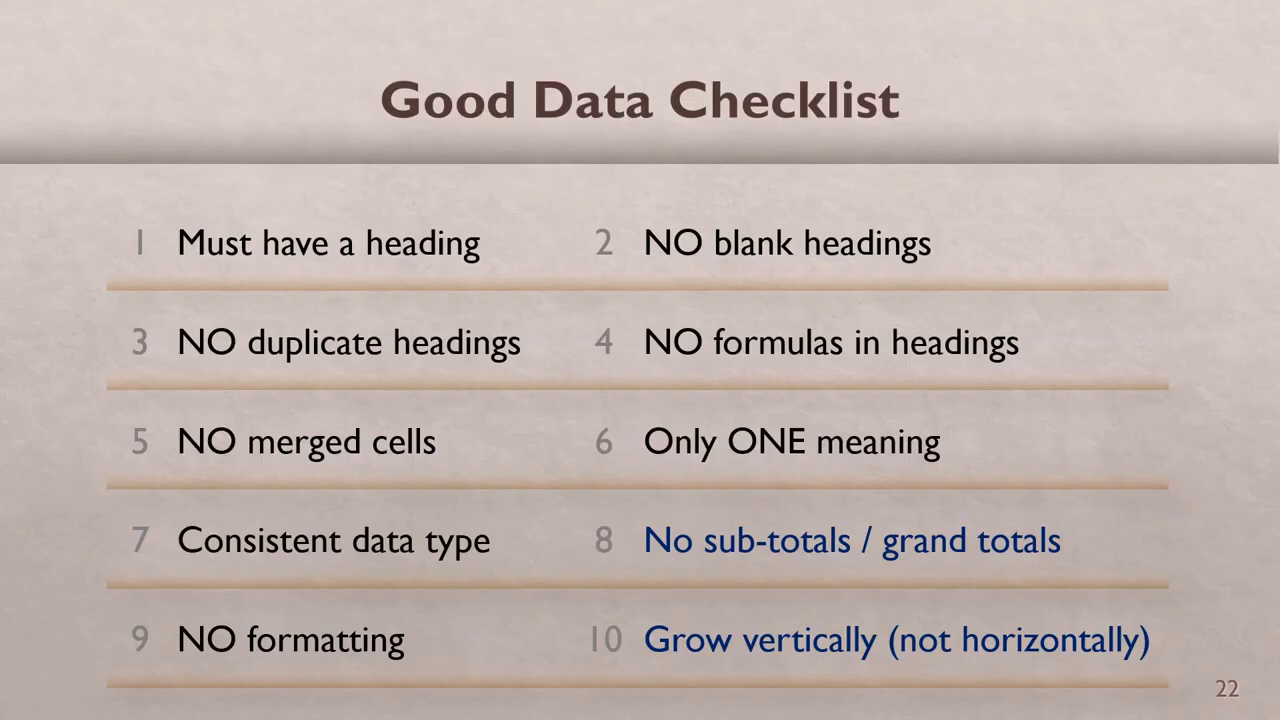 Good Data Checklist
1 Must have a heading
2 NO blank headings
3 NO duplicate headings
4 NO formulas in headings
5 NO merged cells
6 Only ONE meaning
7 Consistent data type
8 No sub-totals / grand totals
9 NO formatting
10 Grow vertically (not horizontally)
22